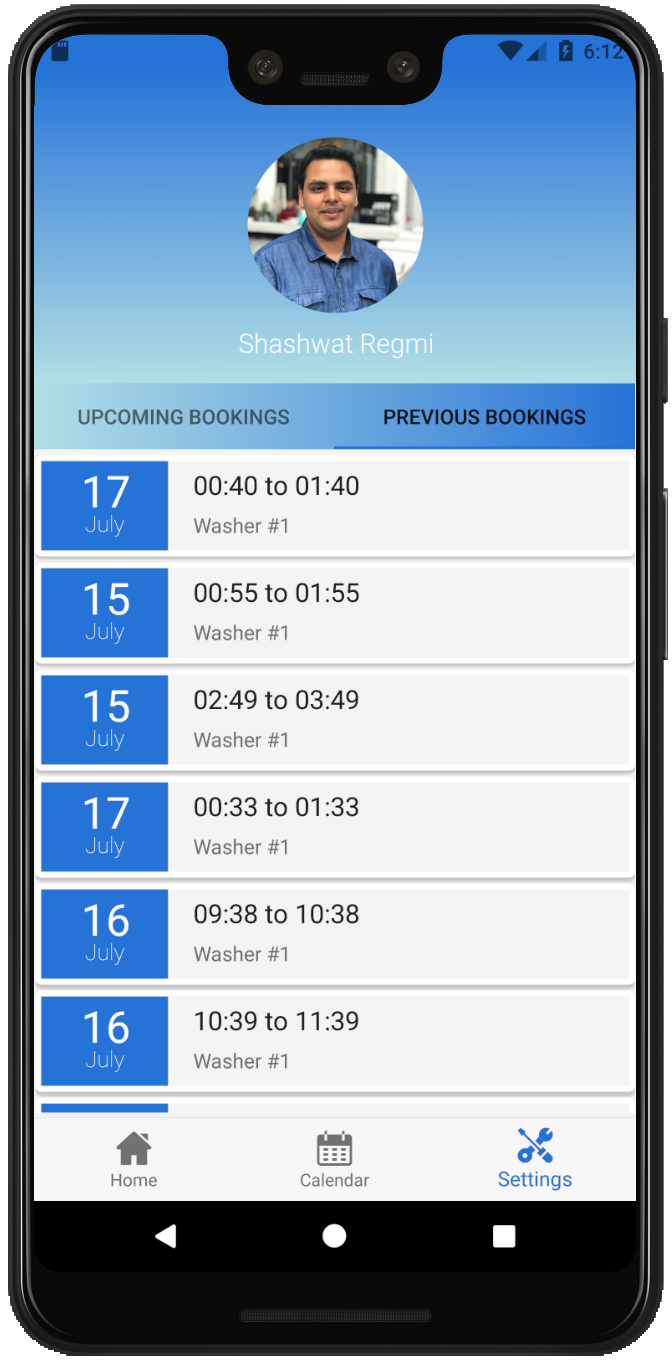 6:12
Shashwat Regmi
UPCOMING BOOKINGS PREVIOUS BOOKINGS
17
July
00:40 to 01:40
Washer #1
15
July
00:55 to 01:55
Washer #1
15
July
02:49 to 03:49
Washer #1
17
July
00:33 to 01:33
Washer #1
16
July
09:38 to 10:38
Washer #1
16
July
10:39 to 11:39
Washer #1
Home Calendar Settings